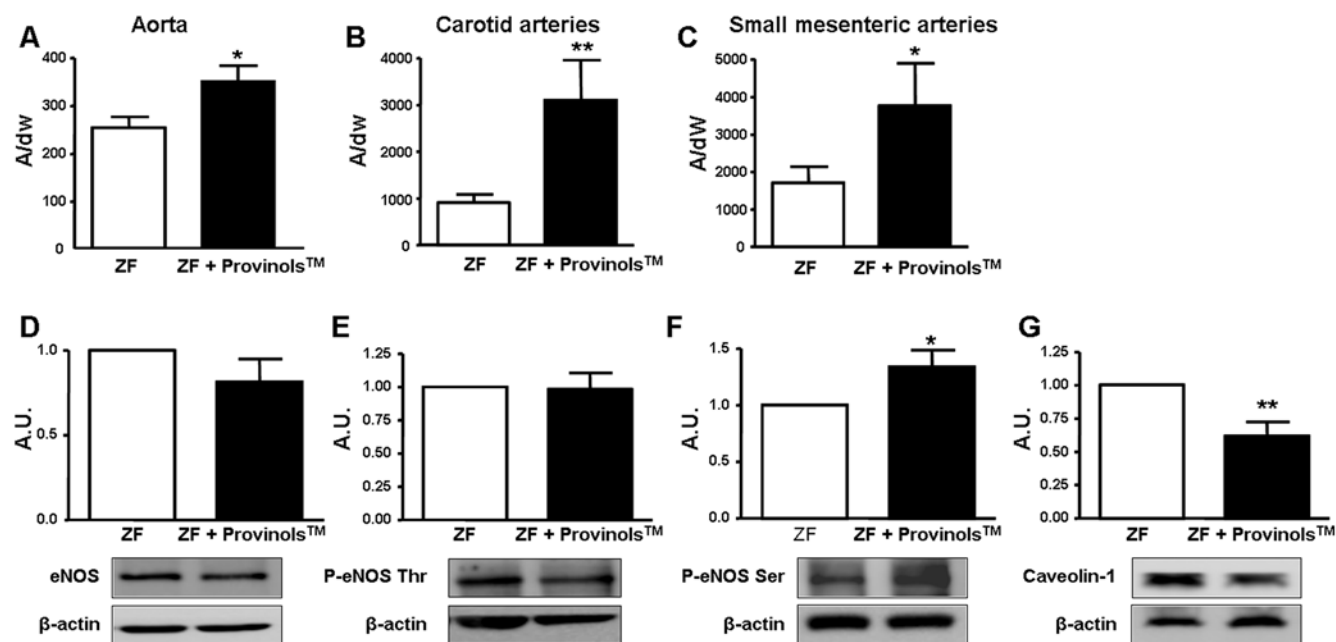 A Aorta
400
300
200
100
0
A/dw
*
ZF ZF + Provinols™
B Carotid arteries
4000
3000
2000
1000
0
A/dw
**
ZF ZF + Provinols™
C Small mesenteric arteries
5000
4000
3000
2000
1000
0
A/dW
*
ZF ZF + Provinols™
D
1.0
0.5
0.0
A.U.
ZF ZF + Provinols™
eNOS
β-actin
E
1.25
1.00
0.75
0.50
0.25
0.00
A.U.
ZF ZF + Provinols™
P-eNOS Thr
β-actin
F
1.5
1.0
0.5
0.0
A.U.
*
ZF ZF + Provinols™
P-eNOS Ser
β-actin
G
1.25
1.00
0.75
0.50
0.25
0.00
A.U.
**
ZF ZF + Provinols™
Caveolin-1
β-actin